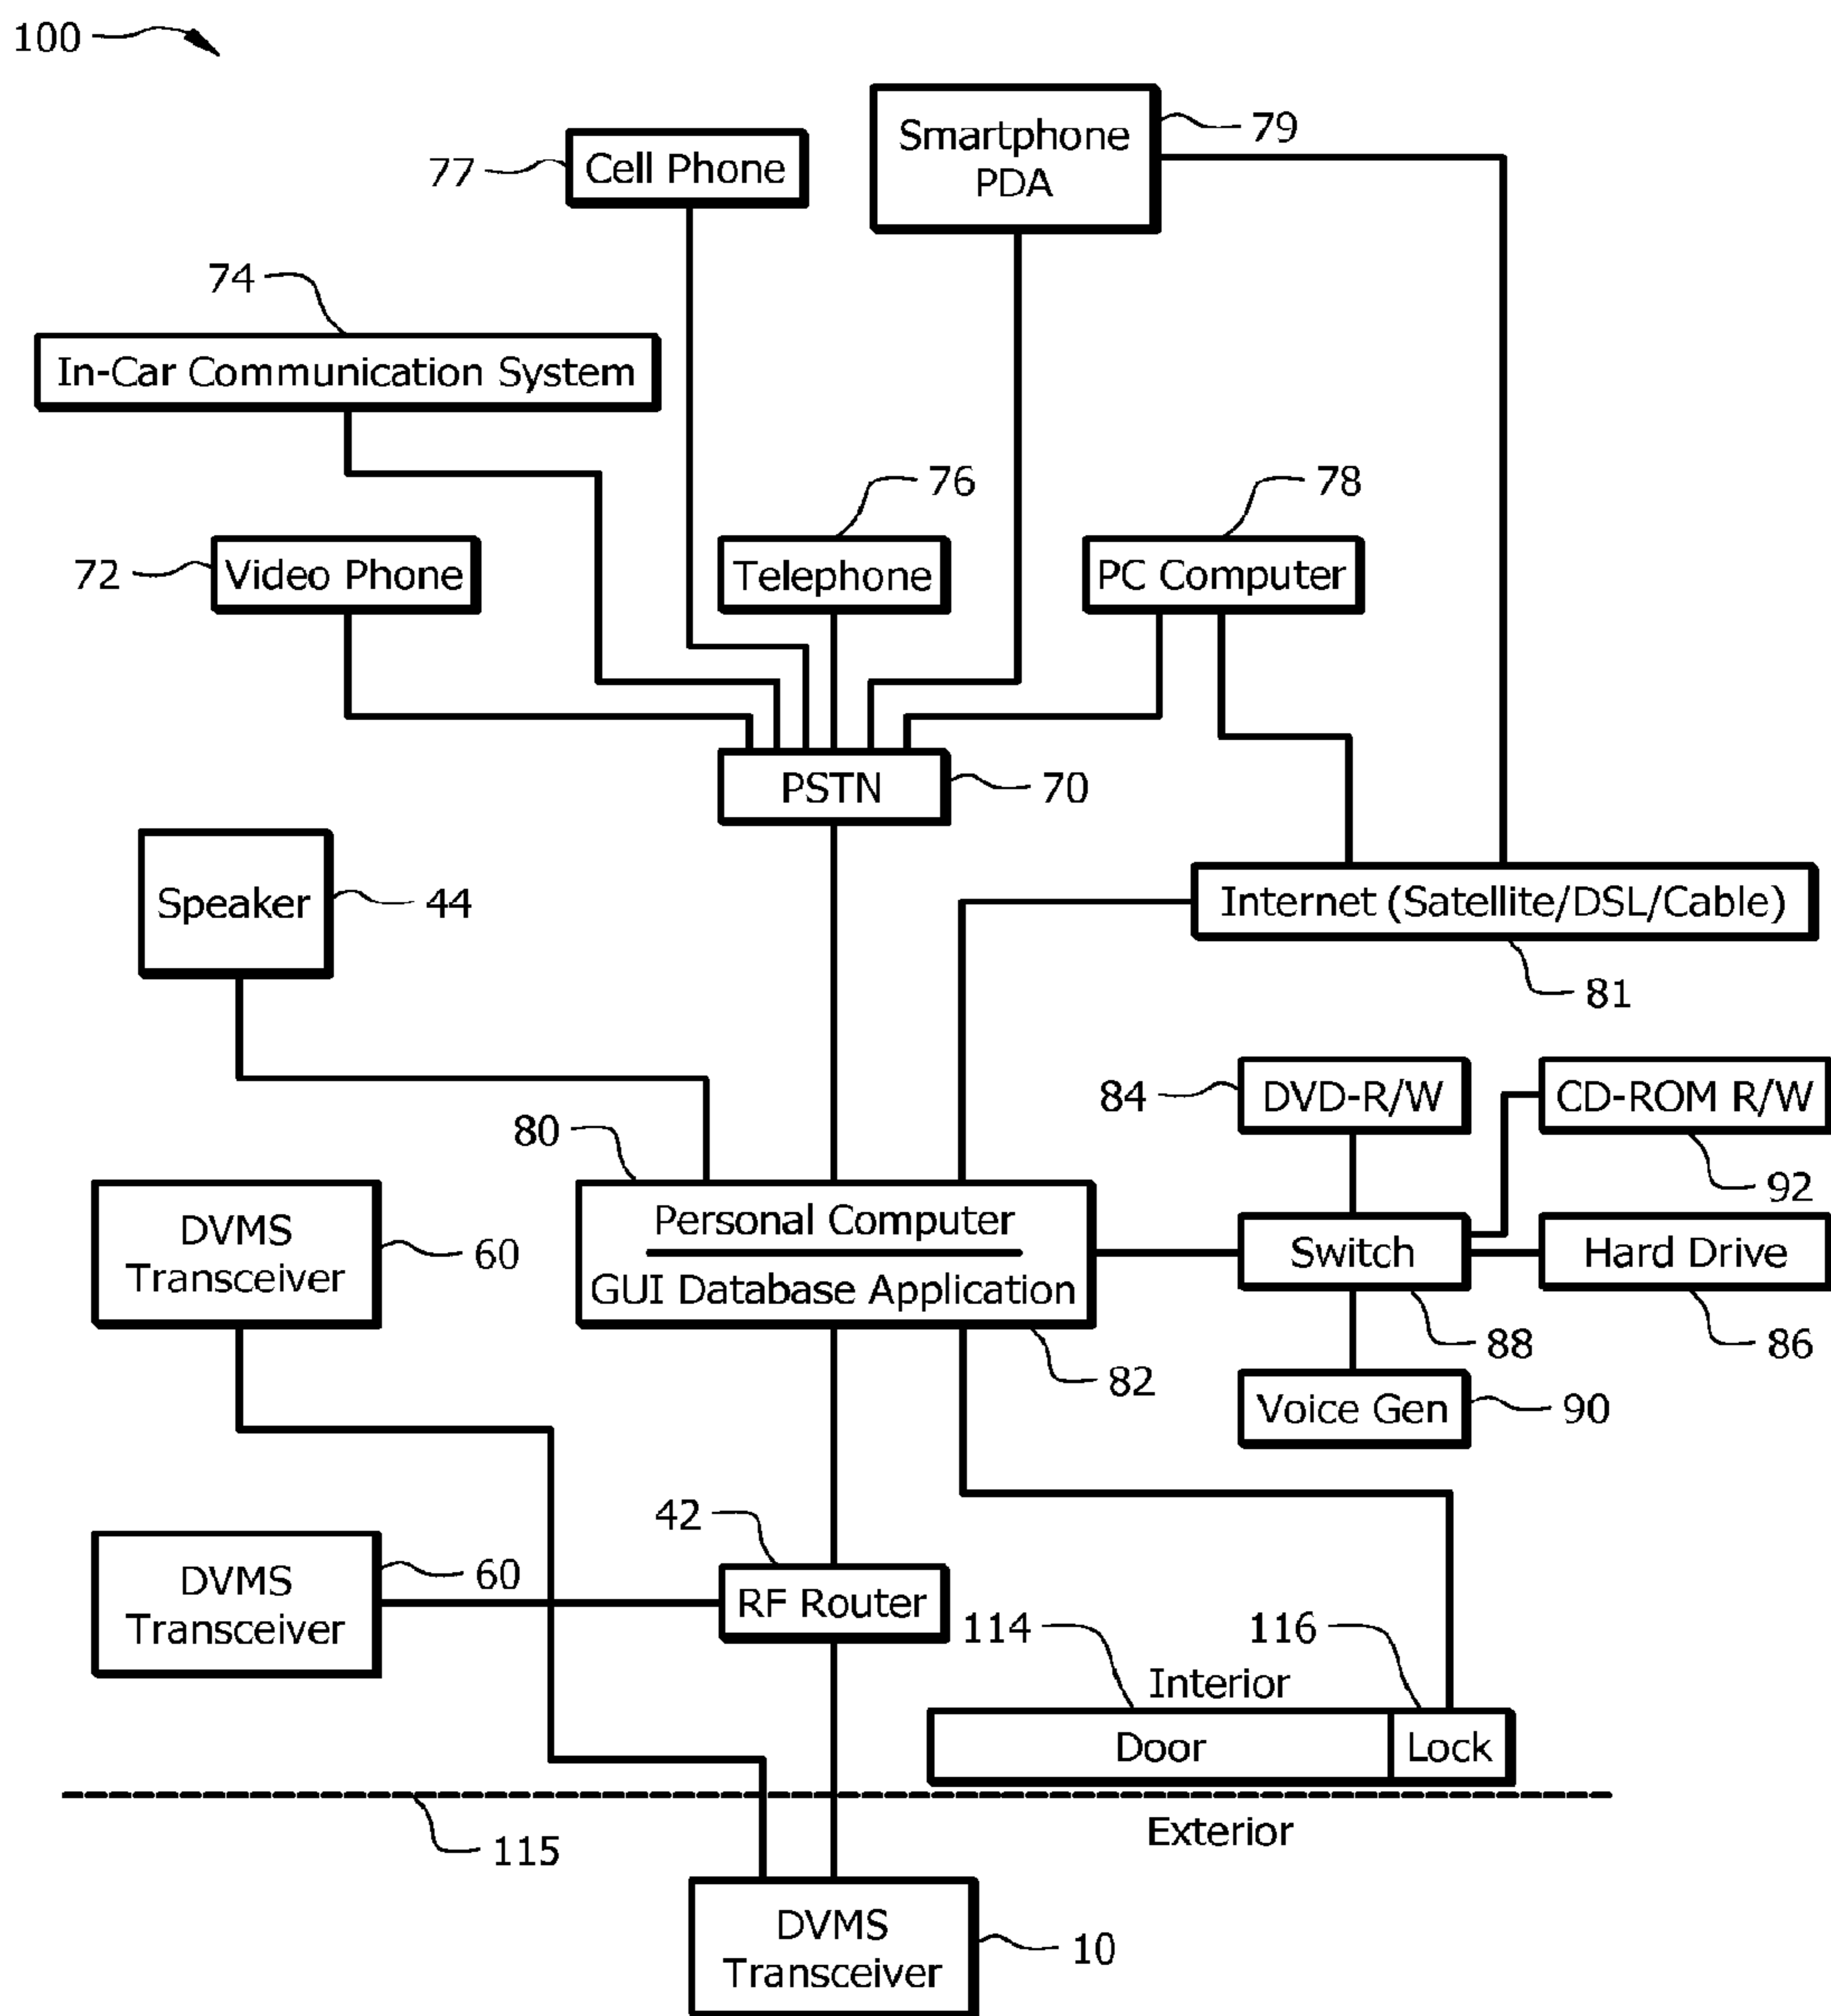 100
Smartphone
PDA
79
77
Cell Phone
74
In-Car Communication System
76
78
72
Video Phone
Telephone
PC Computer
PSTN
70
Speaker
44
Internet (Satellite/DSL/Cable)
81
84
DVD-R/W
CD-ROM R/W
80
92
DVMS
Transceiver
60
Personal Computer
GUI Database Application
Switch
Hard Drive
88
86
82
Voice Gen
90
42
DVMS
Transceiver
60
RF Router
114
116
Interior
Door
Lock
115
Exterior
DVMS
Transceiver
10